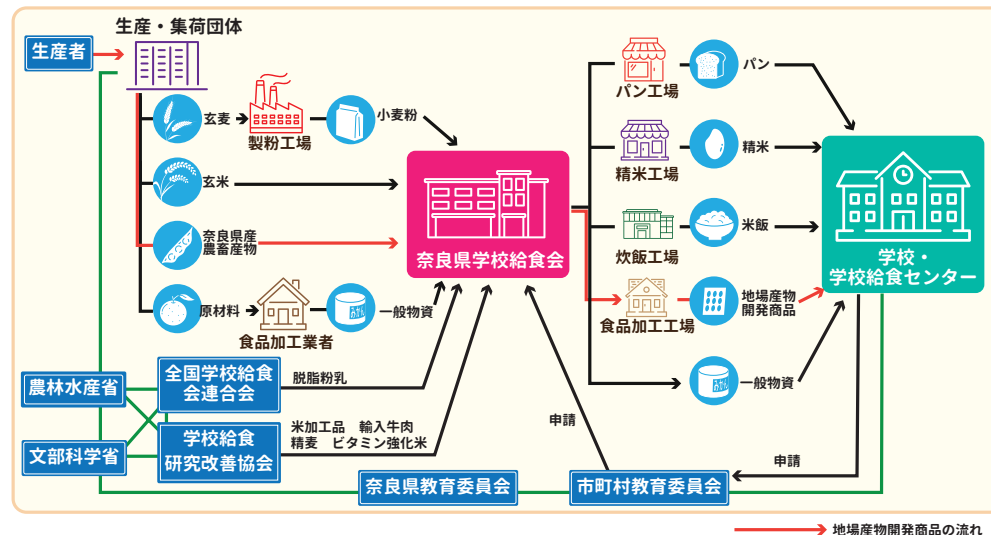 生産・集荷団体
生産者
玄麦
製粉工場
小麦粉
玄米
奈良県産
農畜産物
原材料
食品加工業者
みかん
一般物資
奈良県学校給食会
パン工場
パン
精米工場
精米
炊飯工場
米飯
食品加工工場
地場産物
開発商品
みかん
一般物資
学校・
学校給食センター
農林水産省
文部科学省
全国学校給食
会連合会
脱脂粉乳
学校給食
研究改善協会
米加工品 輸入牛肉
精麦 ビタミン強化米
申請
申請
奈良県教育委員会
市町村教育委員会
地場産物開発商品の流れ